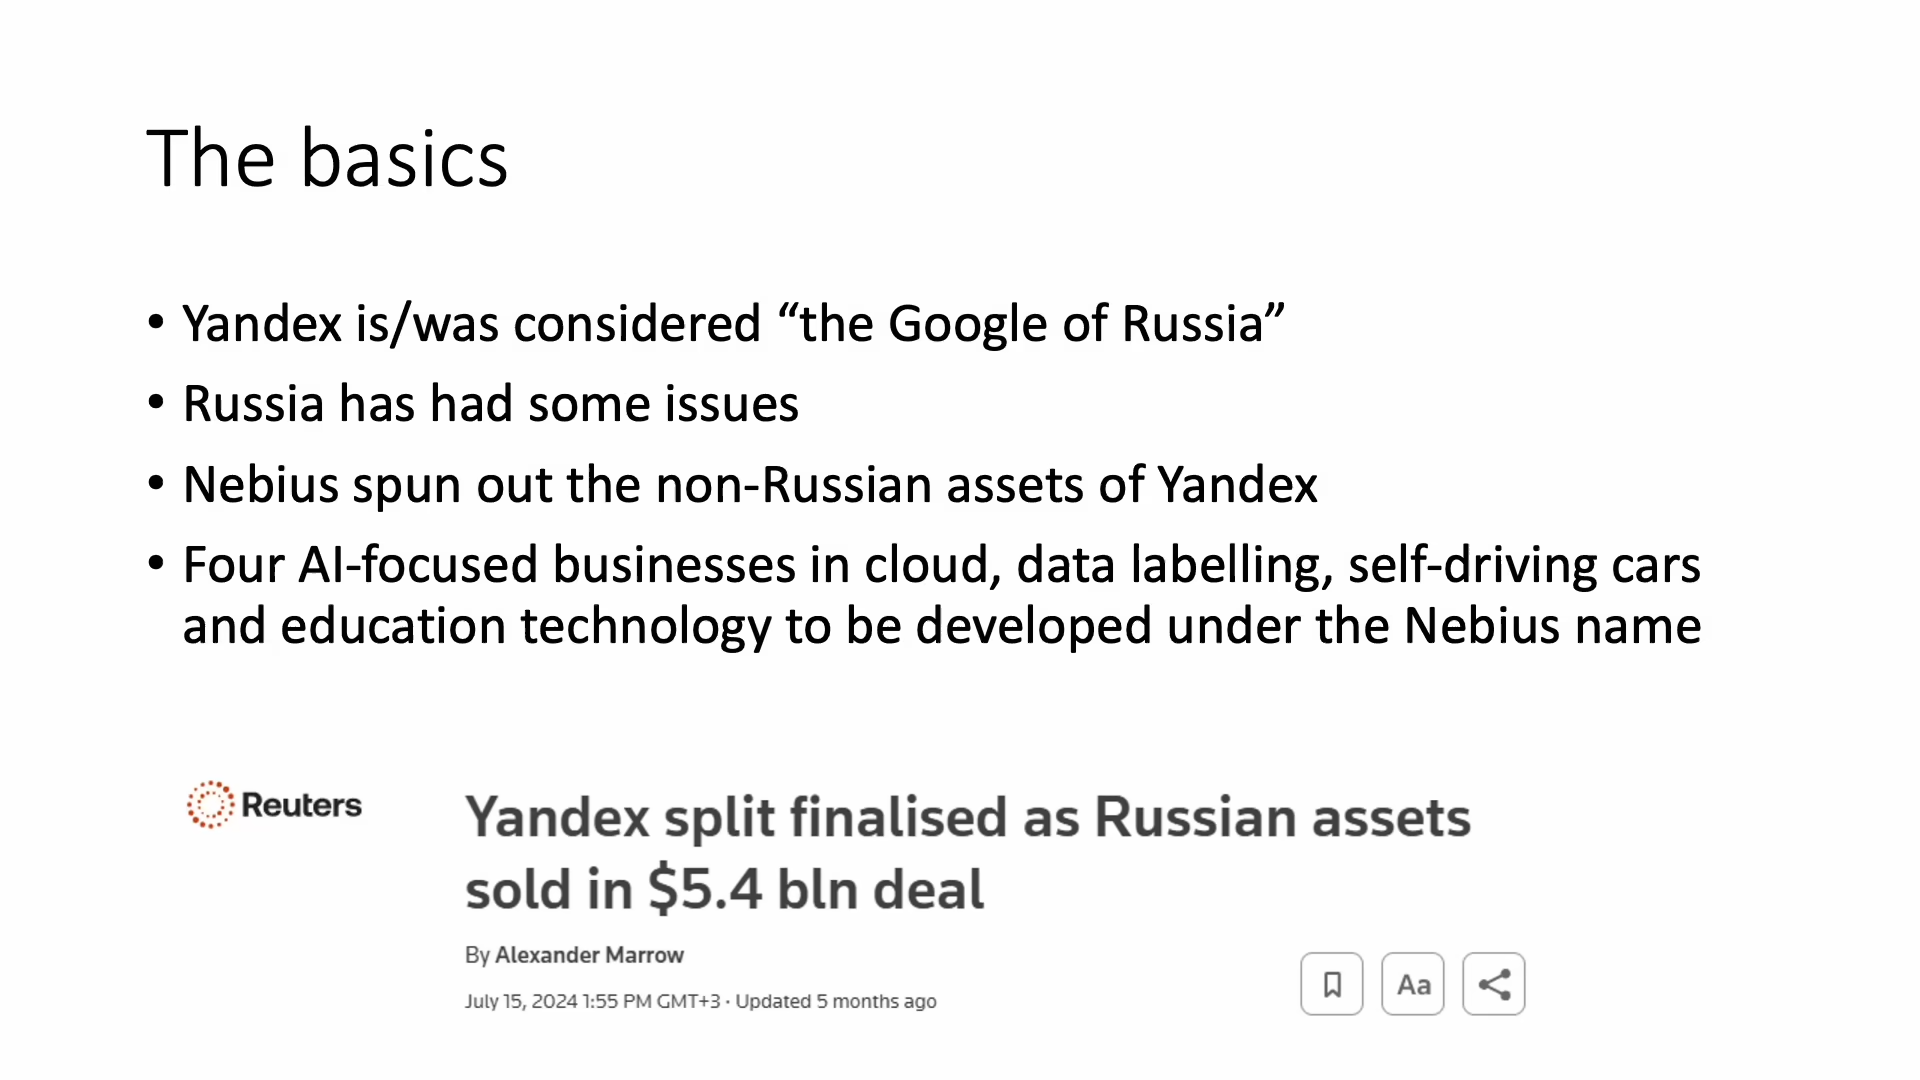 The basics
• Yandex is/was considered “the Google of Russia”
• Russia has had some issues
• Nebius spun out the non-Russian assets of Yandex
• Four AI-focused businesses in cloud, data labelling, self-driving cars
and education technology to be developed under the Nebius name
Reuters
Yandex split finalised as Russian assets
sold in $5.4 bln deal
By Alexander Marrow
July 15, 2024 1:55 PM GMT+3 · Updated 5 months ago
Aa